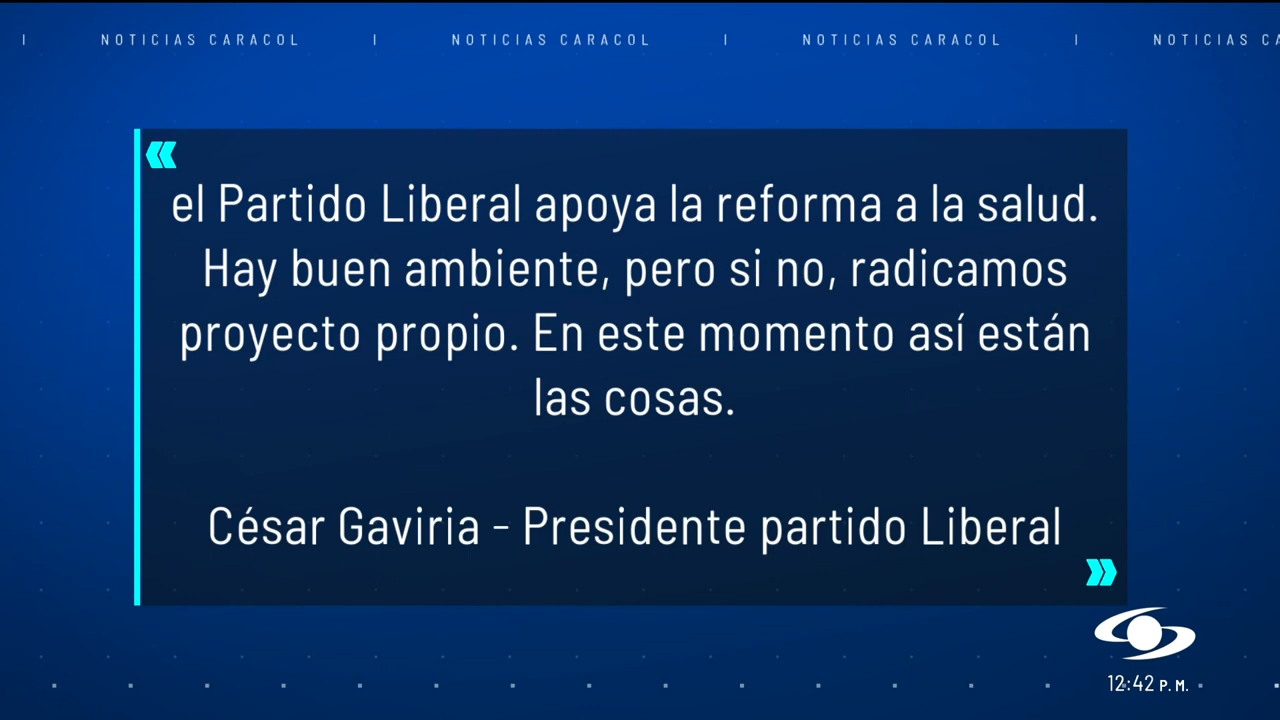 | NOTICIAS CARACOL | NOTICIAS CARACOL | NOTICIAS CARACOL | NOTICIAS CA
«
el Partido Liberal apoya la reforma a la salud.
Hay buen ambiente, pero si no, radicamos
proyecto propio. En este momento así están
las cosas.
César Gaviria - Presidente partido Liberal
»
12:42 P. M.